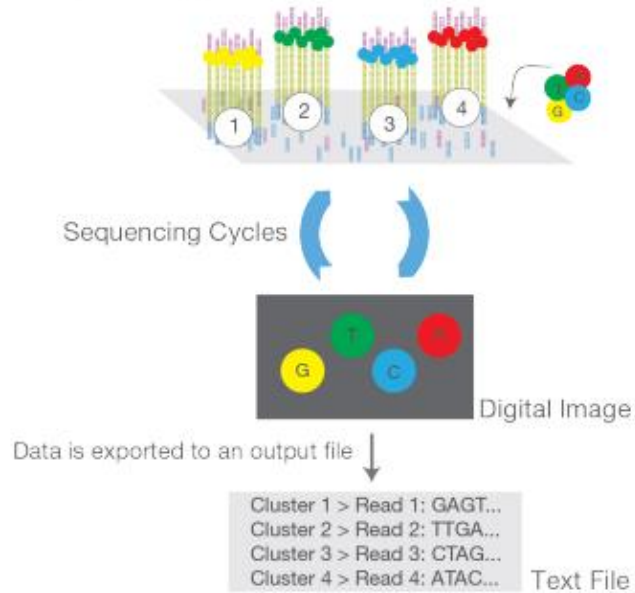 2
4
1
3
T
C
G
Sequencing Cycles
T
G
C
Digital Image
Data is exported to an output file
Cluster 1 > Read 1: GAGT...
Cluster 2 > Read 2: TTGA...
Cluster 3 > Read 3: CTAG...
Cluster 4 > Read 4: ATAC...
Text File